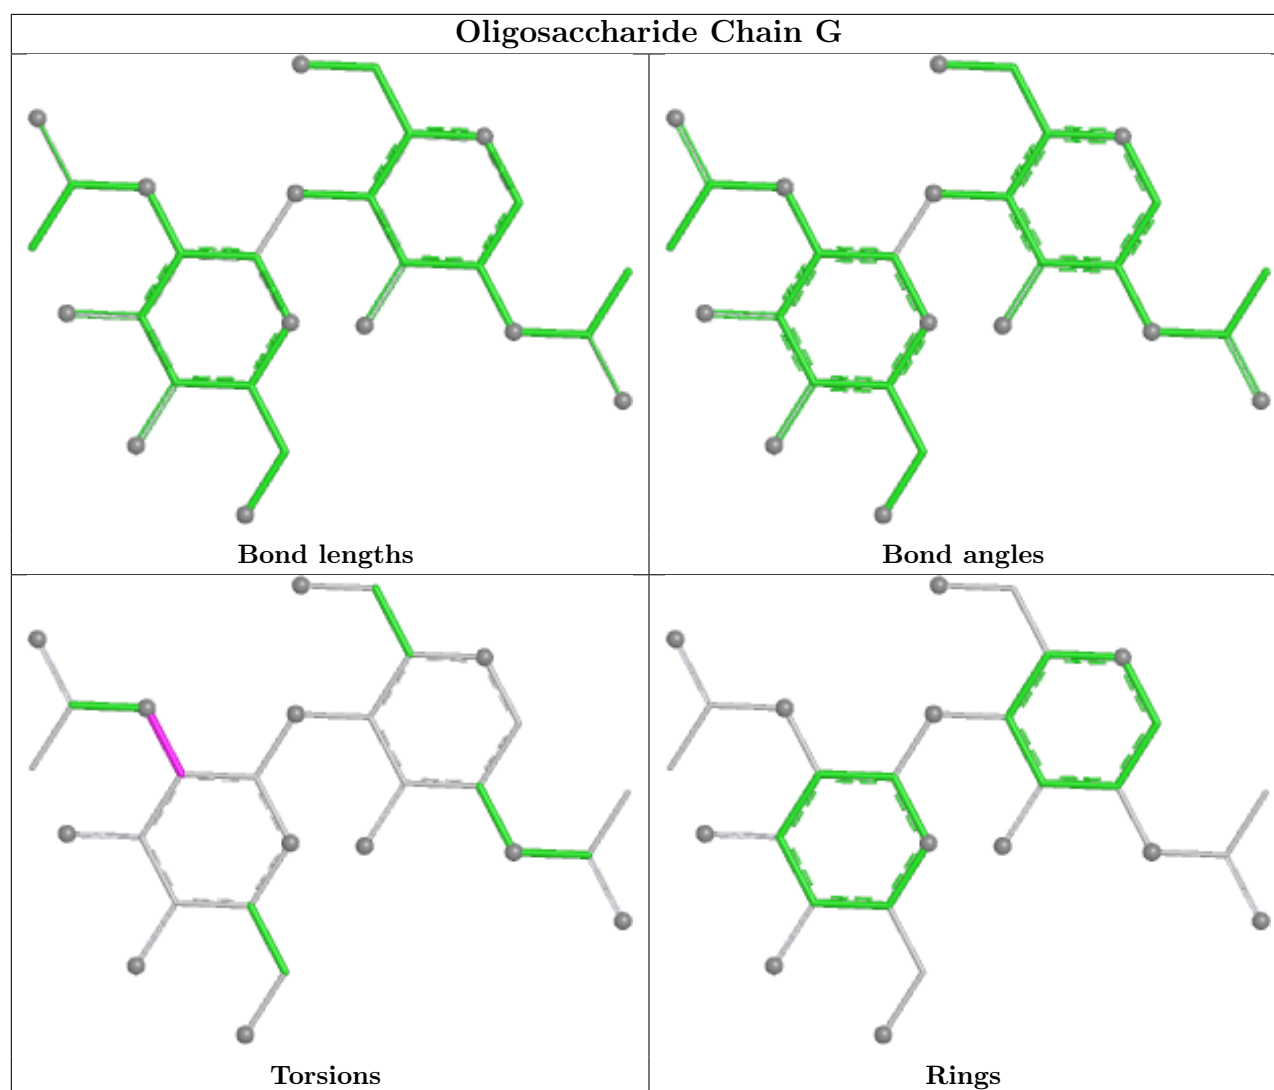 Oligosaccharide Chain G
Bond lengths
Bond angles
Torsions
Rings